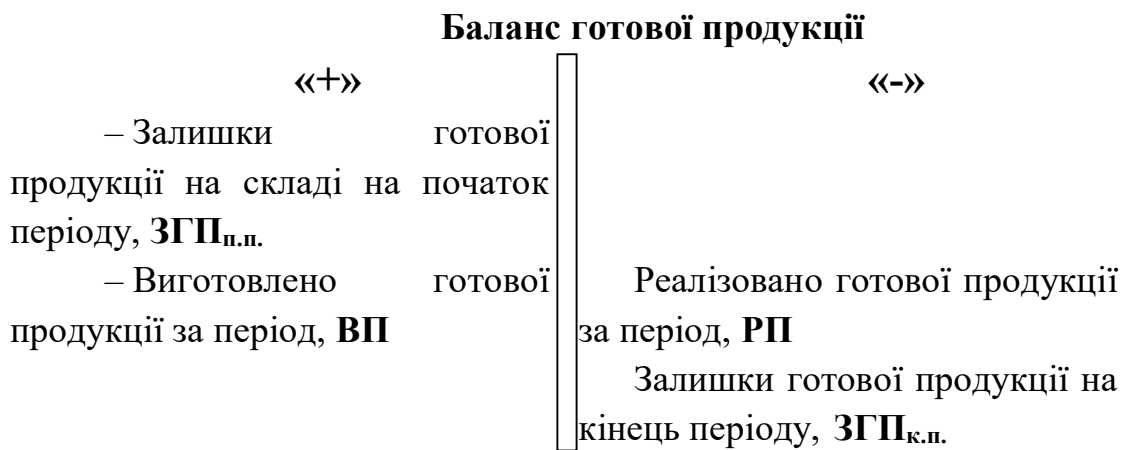 Баланс готової продукції
«+»
«-»
– Залишки готової
продукції на складі на початок
періоду, ЗГПп.п.
– Виготовлено готової
продукції за період, ВП
Реалізовано готової продукції
за період, РП
Залишки готової продукції на
кінець періоду, ЗГПк.п.